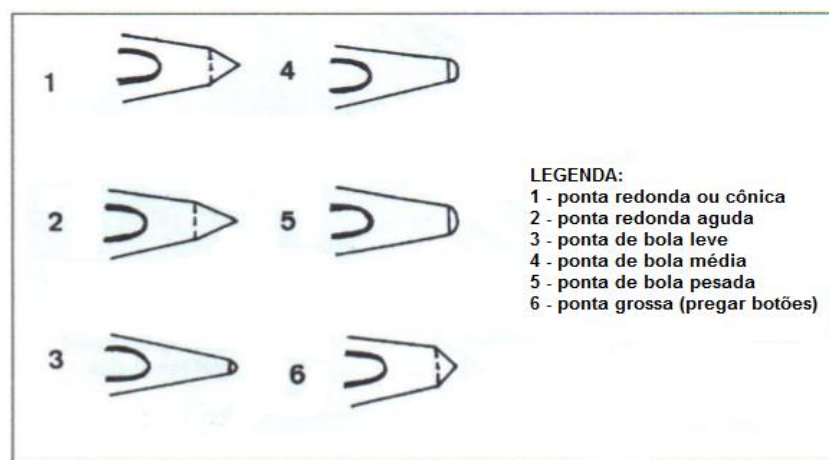 1
4
2
5
3
6
LEGENDA:
1 - ponta redonda ou cônica
2 - ponta redonda aguda
3 - ponta de bola leve
4 - ponta de bola média
5 - ponta de bola pesada
6 - ponta grossa (pregar botões)